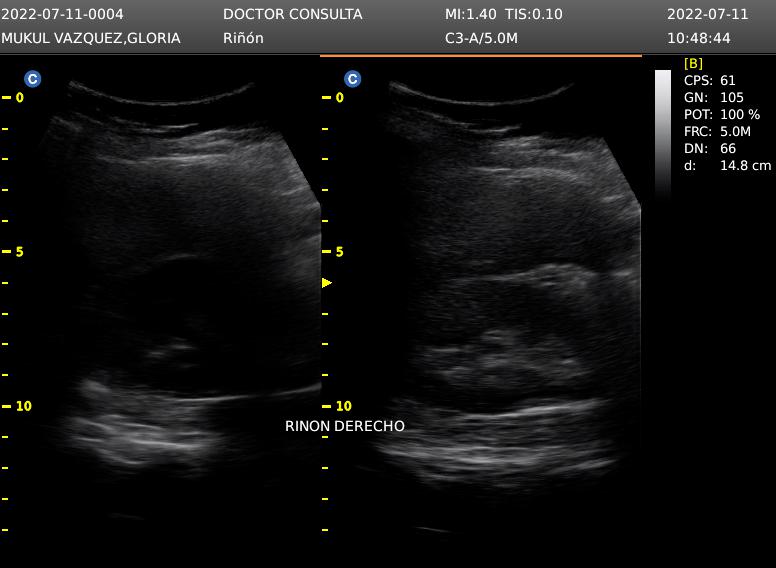 2022-07-11-0004 DOCTOR CONSULTA MI:1.40 TIS:0.10 2022-07-11
MUKUL VAZQUEZ,GLORIA Riñón C3-A/5.0M 10:48:44
[B]
C C CPS: 61
0 0 GN: 105
POT: 100 %
FRC: 5.0M
DN: 66
d: 14.8 cm
5 5
10 10
RINON DERECHO